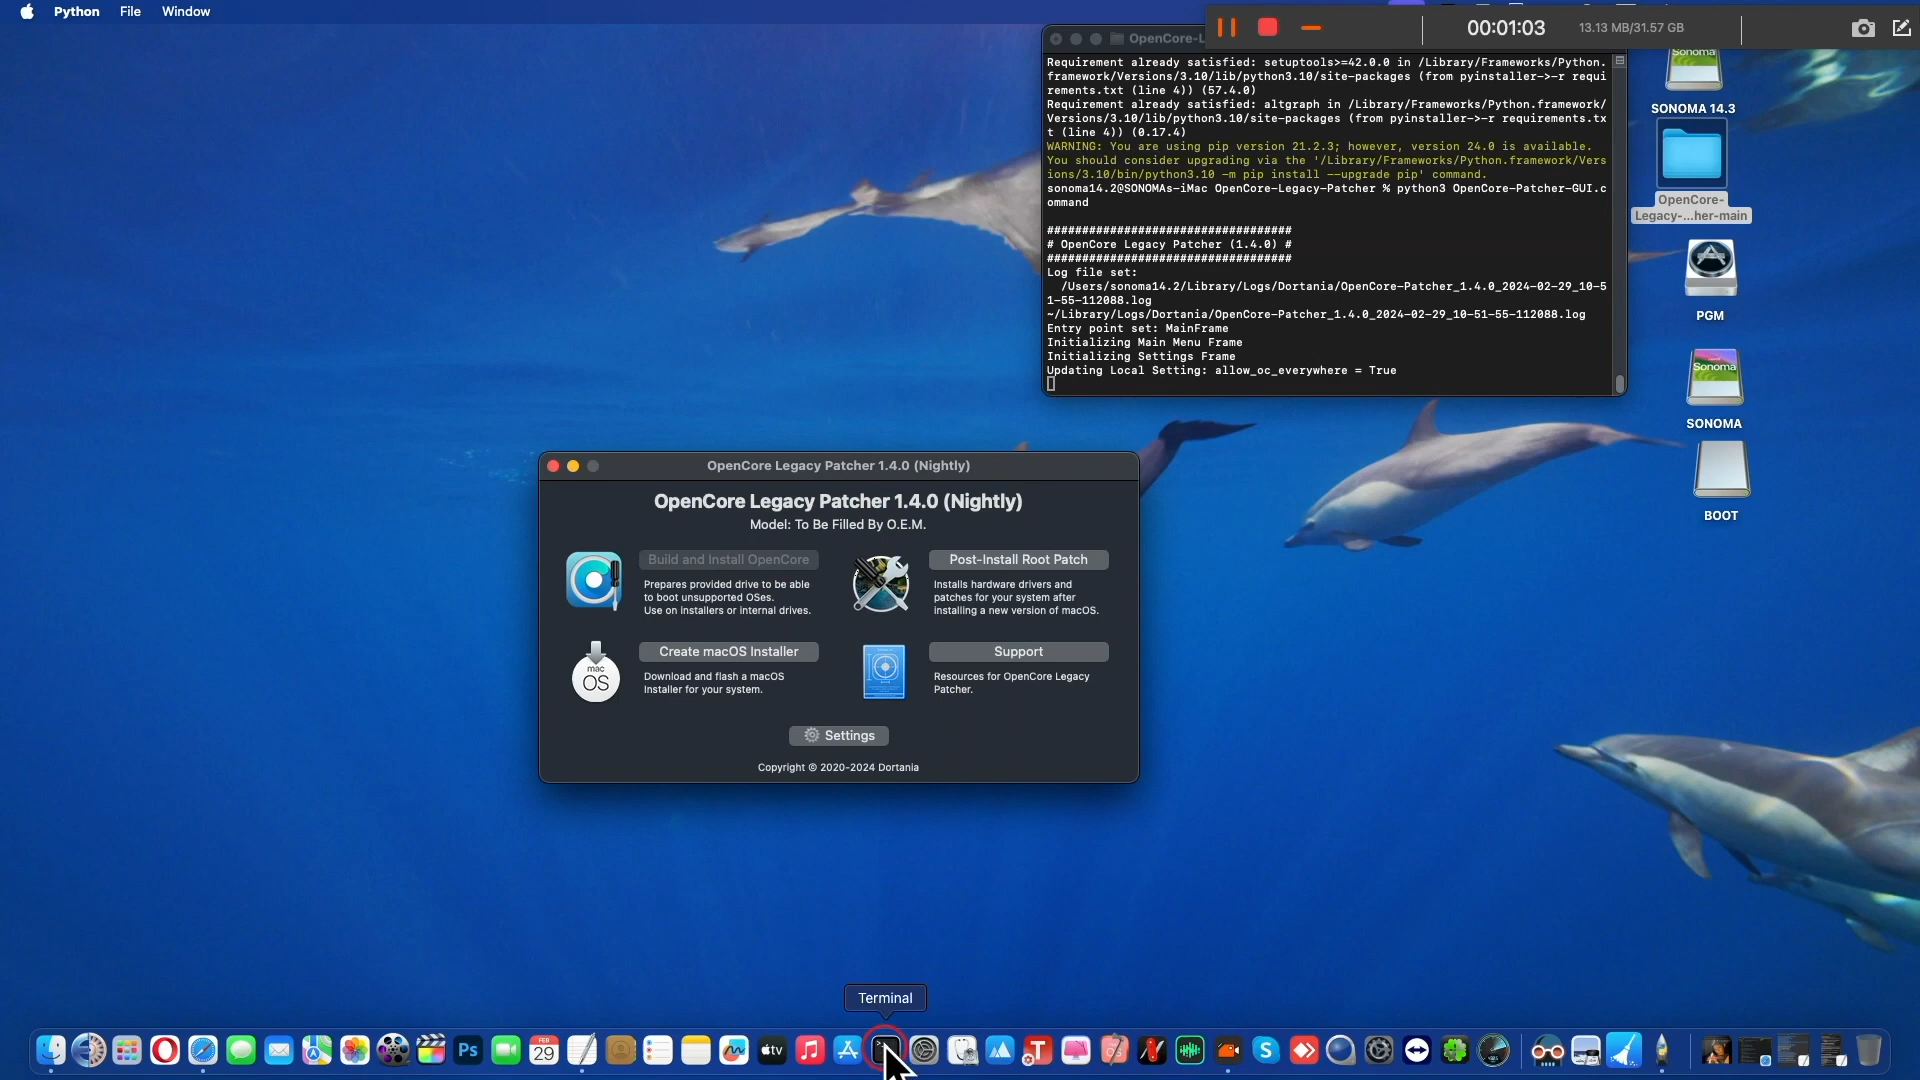 Python File Window
00:01:03
13.13 MB/31.57 GB
OpenCore-L
Requirement already satisfied: setuptools>=42.0.0 in /Library/Frameworks/Python.
framework/Versions/3.10/lib/python3.10/site-packages (from pyinstaller->-r requi
rements.txt (line 4)) (57.4.0)
Requirement already satisfied: altgraph in /Library/Frameworks/Python.framework/
Versions/3.10/lib/python3.10/site-packages (from pyinstaller->-r requirements.tx
t (line 4)) (0.17.4)
WARNING: You are using pip version 21.2.3; however, version 24.0 is available.
You should consider upgrading via the '/Library/Frameworks/Python.framework/Vers
ions/3.10/bin/python3.10 -m pip install --upgrade pip' command.
sonoma14.2@SONOMAs-iMac OpenCore-Legacy-Patcher % python3 OpenCore-Patcher-GUI.c
ommand
###################################
# OpenCore Legacy Patcher (1.4.0) #
###################################
Log file set:
/Users/sonoma14.2/Library/Logs/Dortania/OpenCore-Patcher_1.4.0_2024-02-29_10-5
1-55-112088.log
~/Library/Logs/Dortania/OpenCore-Patcher_1.4.0_2024-02-29_10-51-55-112088.log
Entry point set: MainFrame
Initializing Main Menu Frame
Initializing Settings Frame
Updating Local Setting: allow_oc_everywhere = True
Sonoma
SONOMA 14.3
OpenCore-
Legacy-...her-main
PGM
Sonoma
SONOMA
BOOT
OpenCore Legacy Patcher 1.4.0 (Nightly)
OpenCore Legacy Patcher 1.4.0 (Nightly)
Model: To Be Filled By O.E.M.
Build and Install OpenCore
Prepares provided drive to be able
to boot unsupported OSes.
Use on installers or internal drives.
Post-Install Root Patch
Installs hardware drivers and
patches for your system after
installing a new version of macOS.
mac
OS
Create macOS Installer
Download and flash a macOS
Installer for your system.
Support
Resources for OpenCore Legacy
Patcher.
Settings
Copyright © 2020-2024 Dortania
Terminal
Ps
FEB
29
tv
T
S